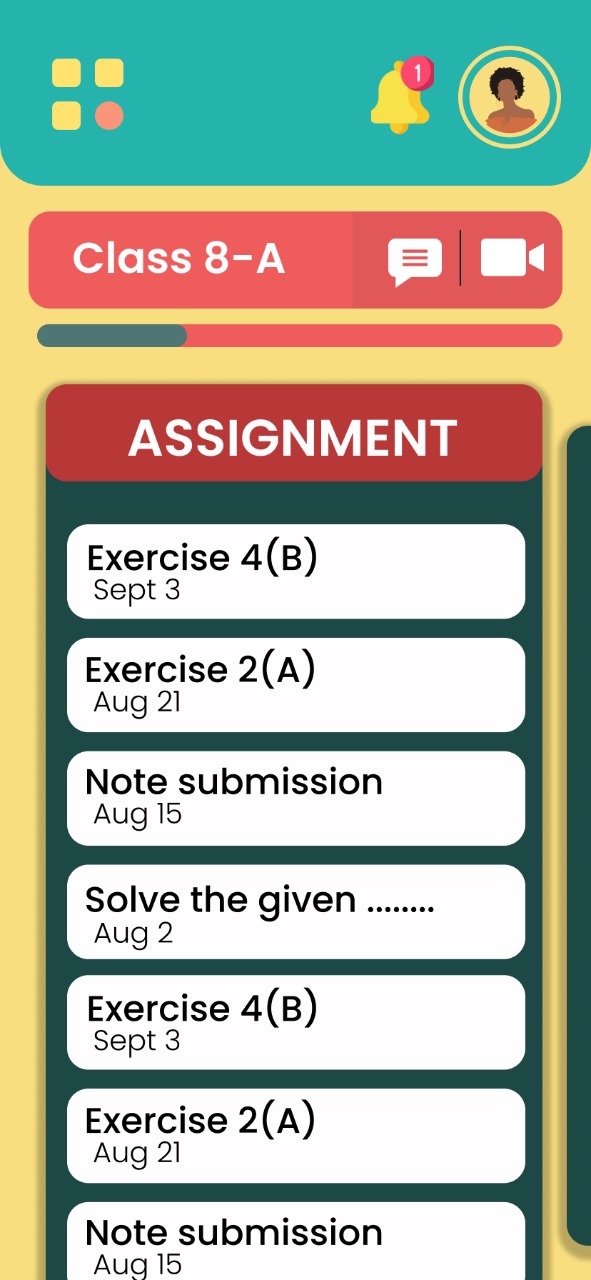 1
Class 8-A
ASSIGNMENT
Exercise 4(B)
Sept 3
Exercise 2(A)
Aug 21
Note submission
Aug 15
Solve the given ........
Aug 2
Exercise 4(B)
Sept 3
Exercise 2(A)
Aug 21
Note submission
Aug 15